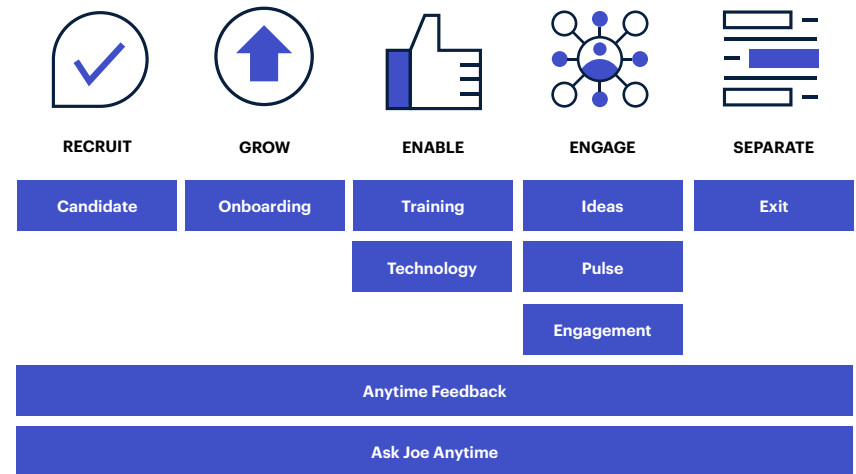 RECRUIT
GROW
ENABLE
ENGAGE
SEPARATE
Candidate
Onboarding
Training
Ideas
Exit
Technology
Pulse
Engagement
Anytime Feedback
Ask Joe Anytime